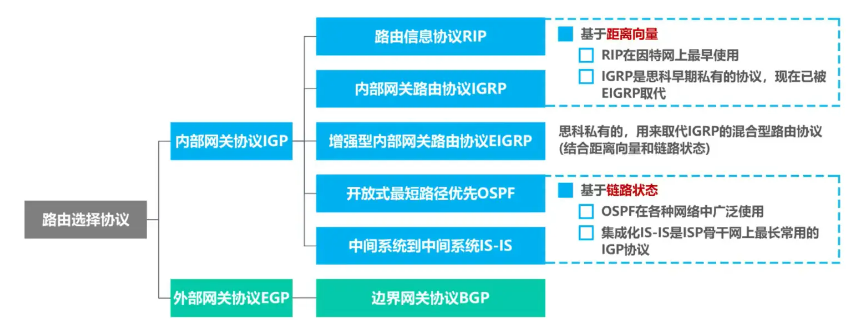 路由信息协议RIP
基于距离向量
RIP在因特网上最早使用
IGRP是思科早期私有的协议，现在已被
EIGRP取代
内部网关路由协议IGRP
内部网关协议IGP
增强型内部网关路由协议EIGRP
思科私有的，用来取代IGRP的混合型路由协议
(结合距离向量和链路状态)
开放式最短路径优先OSPF
基于链路状态
OSPF在各种网络中广泛使用
集成化IS-IS是ISP骨干网上最长常用的
IGP协议
路由选择协议
中间系统到中间系统IS-IS
外部网关协议EGP
边界网关协议BGP